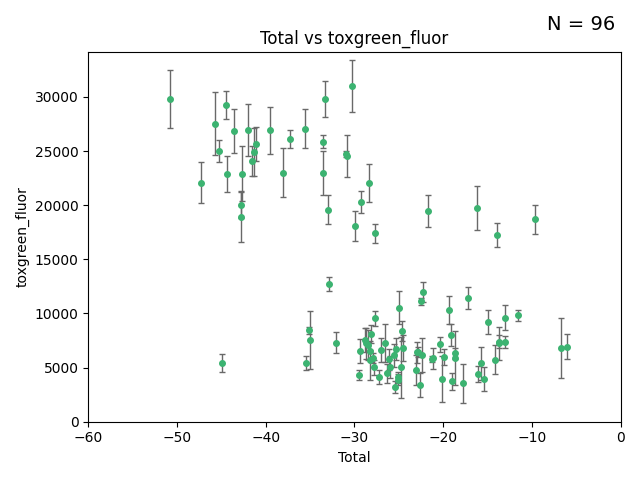 N = 96
Total vs toxgreen_fluor
30000
25000
20000
15000
10000
5000
0
toxgreen_fluor
−60 −50 −40 −30 −20 −10 0
Total